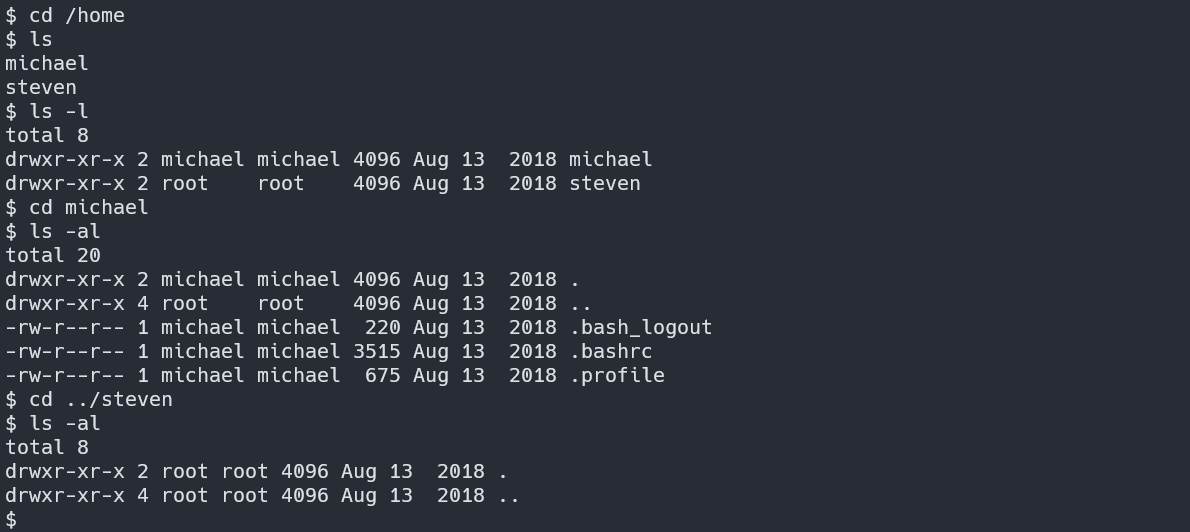 $ cd /home
$ ls
michael
steven
$ ls -l
total 8
drwxr-xr-x 2 michael michael 4096 Aug 13  2018 michael
drwxr-xr-x 2 root    root    4096 Aug 13  2018 steven
$ cd michael
$ ls -al
total 20
drwxr-xr-x 2 michael michael 4096 Aug 13  2018 .
drwxr-xr-x 4 root    root    4096 Aug 13  2018 ..
-rw-r--r-- 1 michael michael  220 Aug 13  2018 .bash_logout
-rw-r--r-- 1 michael michael 3515 Aug 13  2018 .bashrc
-rw-r--r-- 1 michael michael  675 Aug 13  2018 .profile
$ cd ../steven
$ ls -al
total 8
drwxr-xr-x 2 root root 4096 Aug 13  2018 .
drwxr-xr-x 4 root root 4096 Aug 13  2018 ..
$